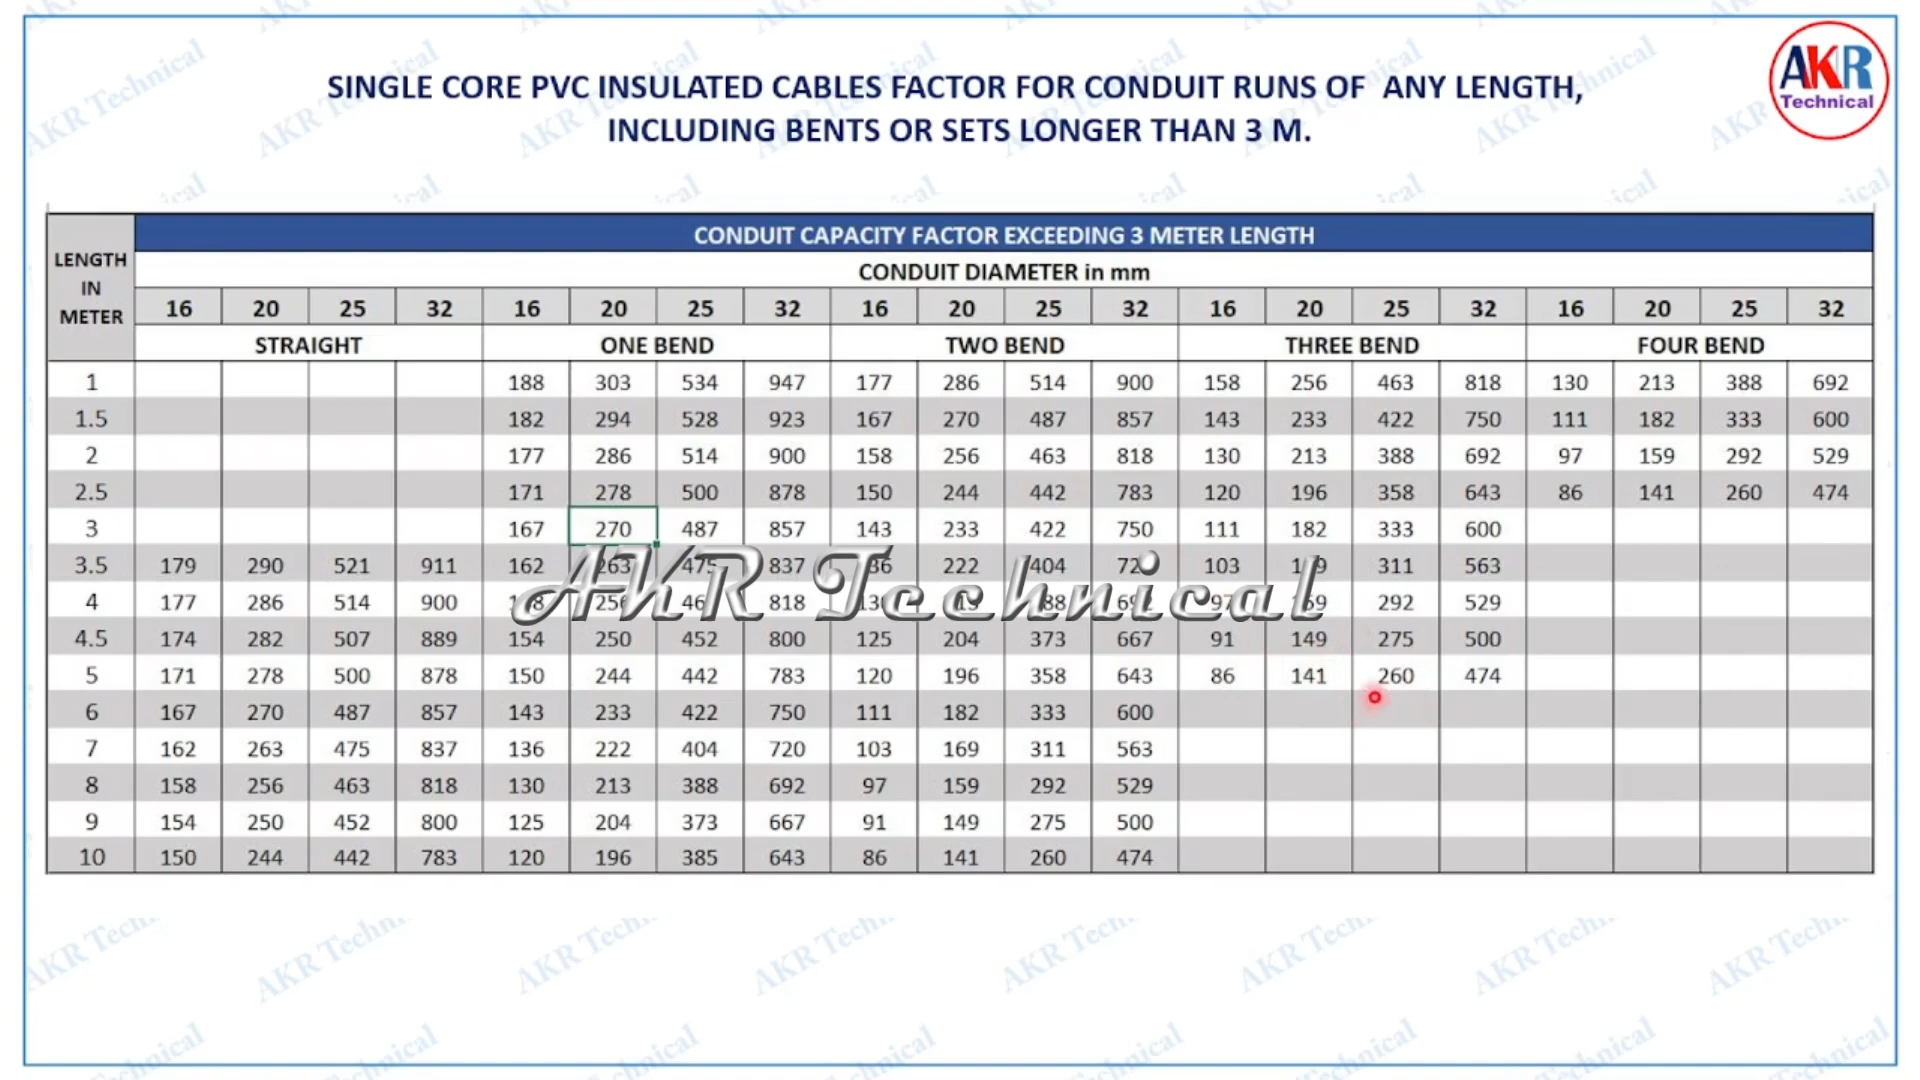 AKR
Technical
SINGLE CORE PVC INSULATED CABLES FACTOR FOR CONDUIT RUNS OF ANY LENGTH,
INCLUDING BENTS OR SETS LONGER THAN 3 M.
LENGTH IN METER
CONDUIT CAPACITY FACTOR EXCEEDING 3 METER LENGTH
CONDUIT DIAMETER in mm
16 20 25 32 16 20 25 32 16 20 25 32 16 20 25 32 16 20 25 32
STRAIGHT ONE BEND TWO BEND THREE BEND FOUR BEND
1 188 303 534 947 177 286 514 900 158 256 463 818 130 213 388 692
1.5 182 294 528 923 167 270 487 857 143 233 422 750 111 182 333 600
2 177 286 514 900 158 256 463 818 130 213 388 692 97 159 292 529
2.5 171 278 500 878 150 244 442 783 120 196 358 643 86 141 260 474
3 167 270 487 857 143 233 422 750 111 182 333 600
3.5 179 290 521 911 162 263 475 837 222 404 103 311 563
4 177 286 514 900 256 818 97 292 529
AKR Technical
4.5 174 282 507 889 154 250 452 800 125 204 373 667 91 149 275 500
5 171 278 500 878 150 244 442 783 120 196 358 643 86 141 260 474
6 167 270 487 857 143 233 422 750 111 182 333 600
7 162 263 475 837 136 222 404 720 103 169 311 563
8 158 256 463 818 130 213 388 692 97 159 292 529
9 154 250 452 800 125 204 373 667 91 149 275 500
10 150 244 442 783 120 196 385 643 86 141 260 474